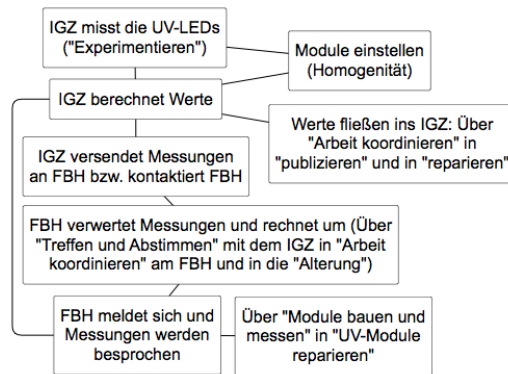 IGZ misst die UV-LEDs
("Experimentieren")
Module einstellen
(Homogenität)
IGZ berechnet Werte
Werte fließen ins IGZ: Über
"Arbeit koordinieren" in
"publizieren" und in "reparieren"
IGZ versendet Messungen
an FBH bzw. kontaktiert FBH
FBH verwertet Messungen und rechnet um (Über
"Treffen und Abstimmen" mit dem IGZ in "Arbeit
koordinieren" am FBH und in die "Alterung")
FBH meldet sich und
Messungen werden
besprochen
Über "Module bauen und
messen" in "UV-Module
reparieren"